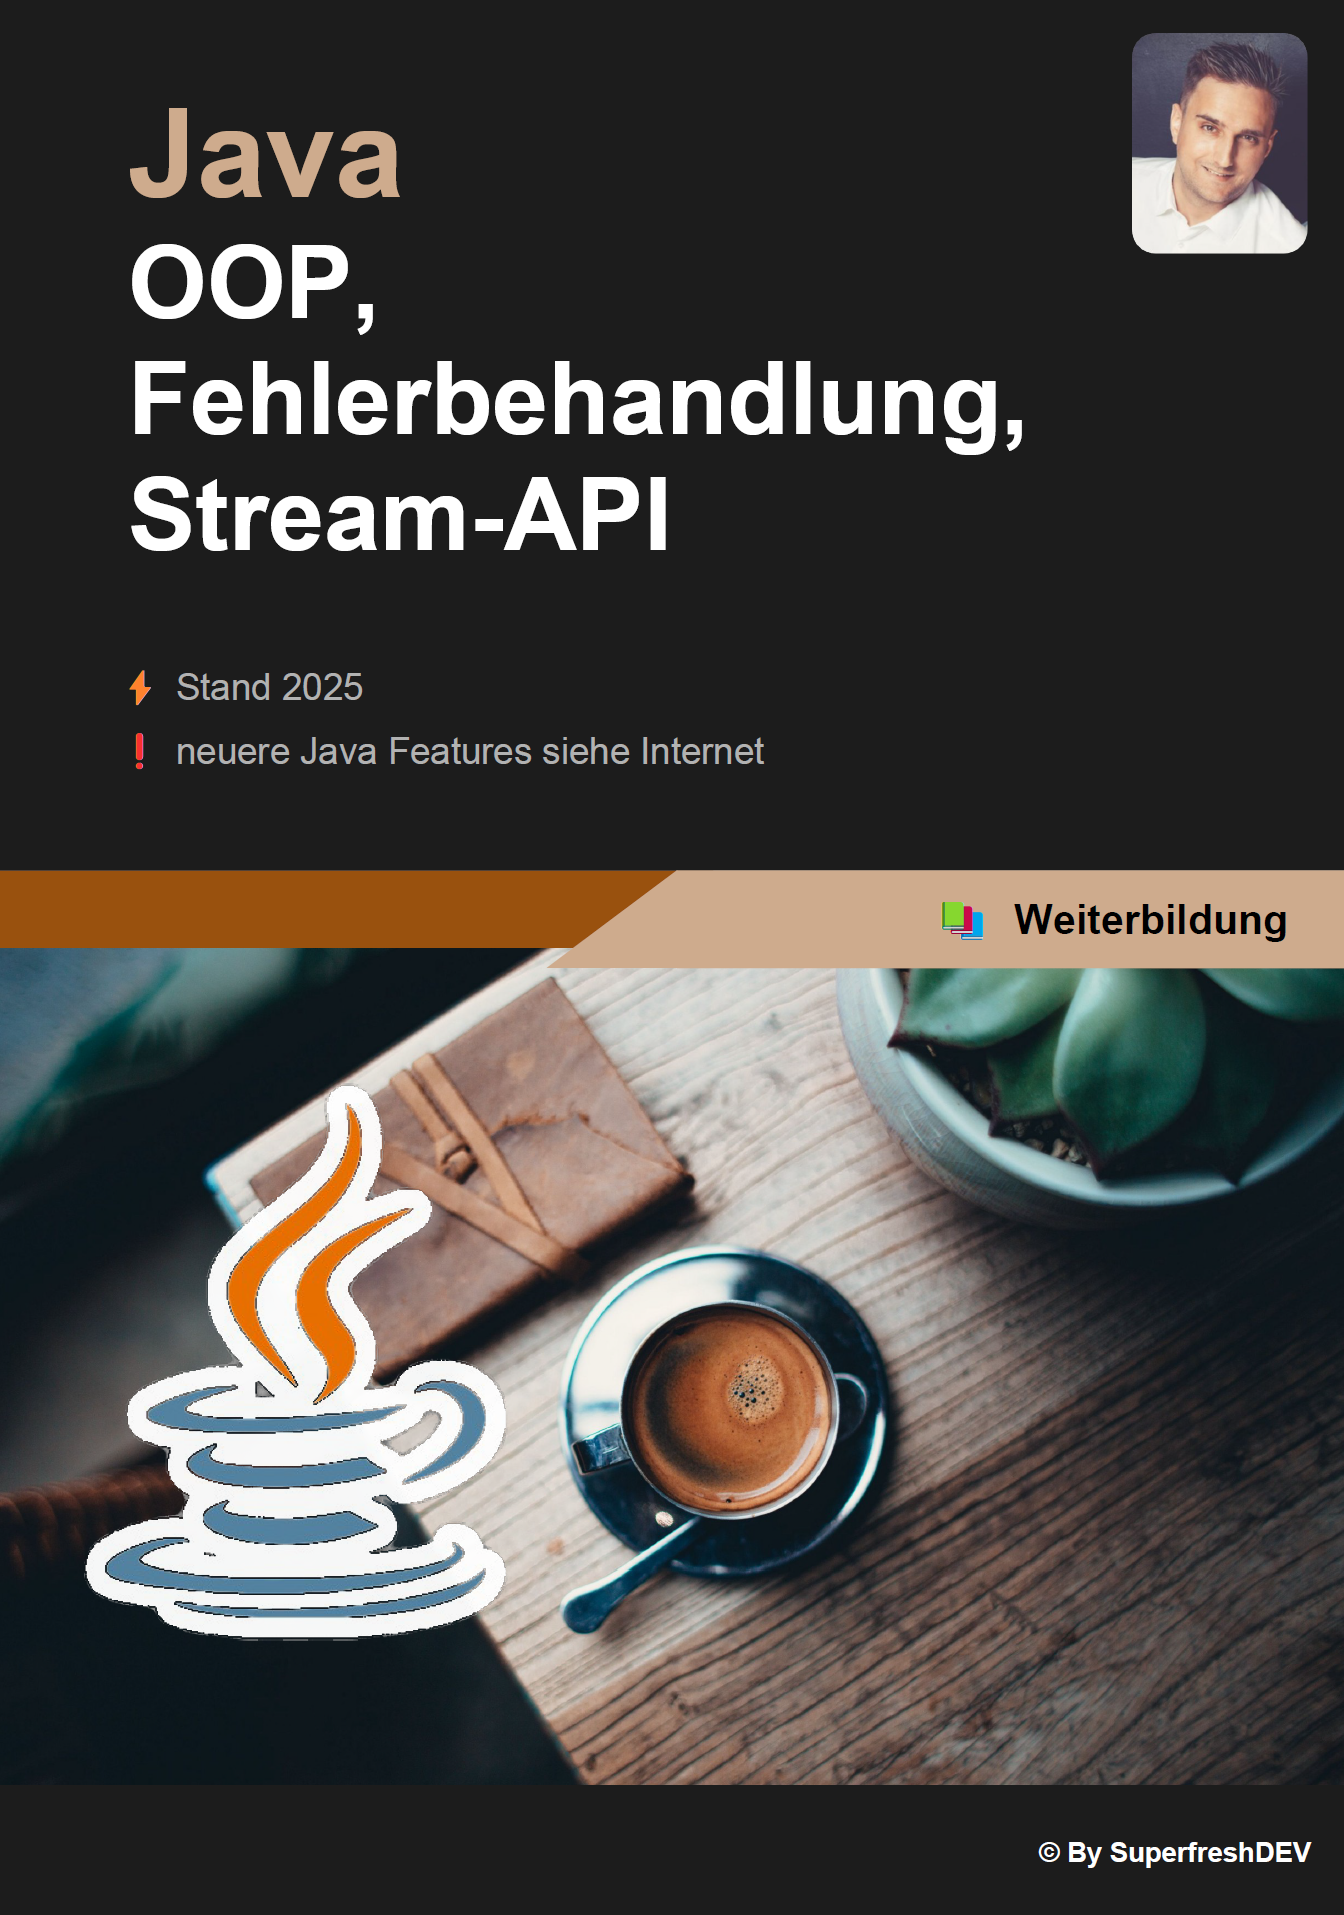 Java
OOP,
Fehlerbehandlung,
Stream-API
⚡ Stand 2025
❗ neuere Java Features siehe Internet
📚 Weiterbildung
© By SuperfreshDEV